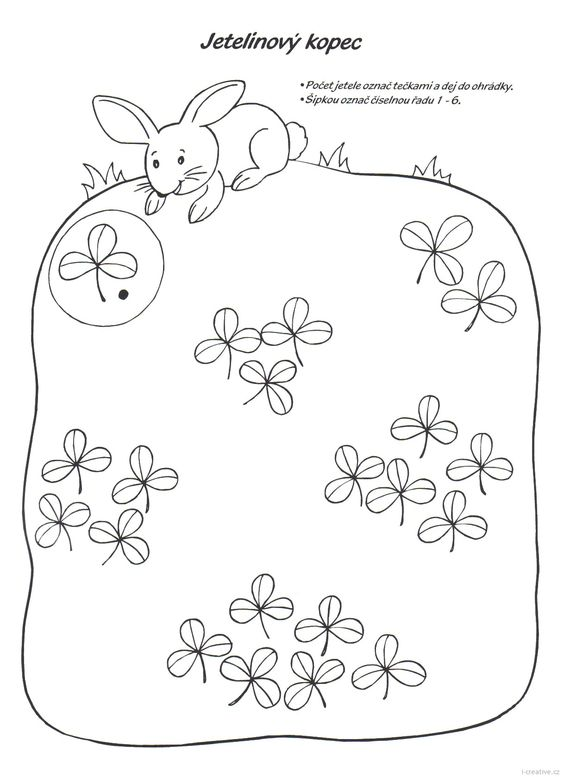 Jetelinový kopec
• Počet jetele označ tečkami a dej do ohrádky.
• Šipkou označ číselnou řadu 1 - 6.
i-creative.cz